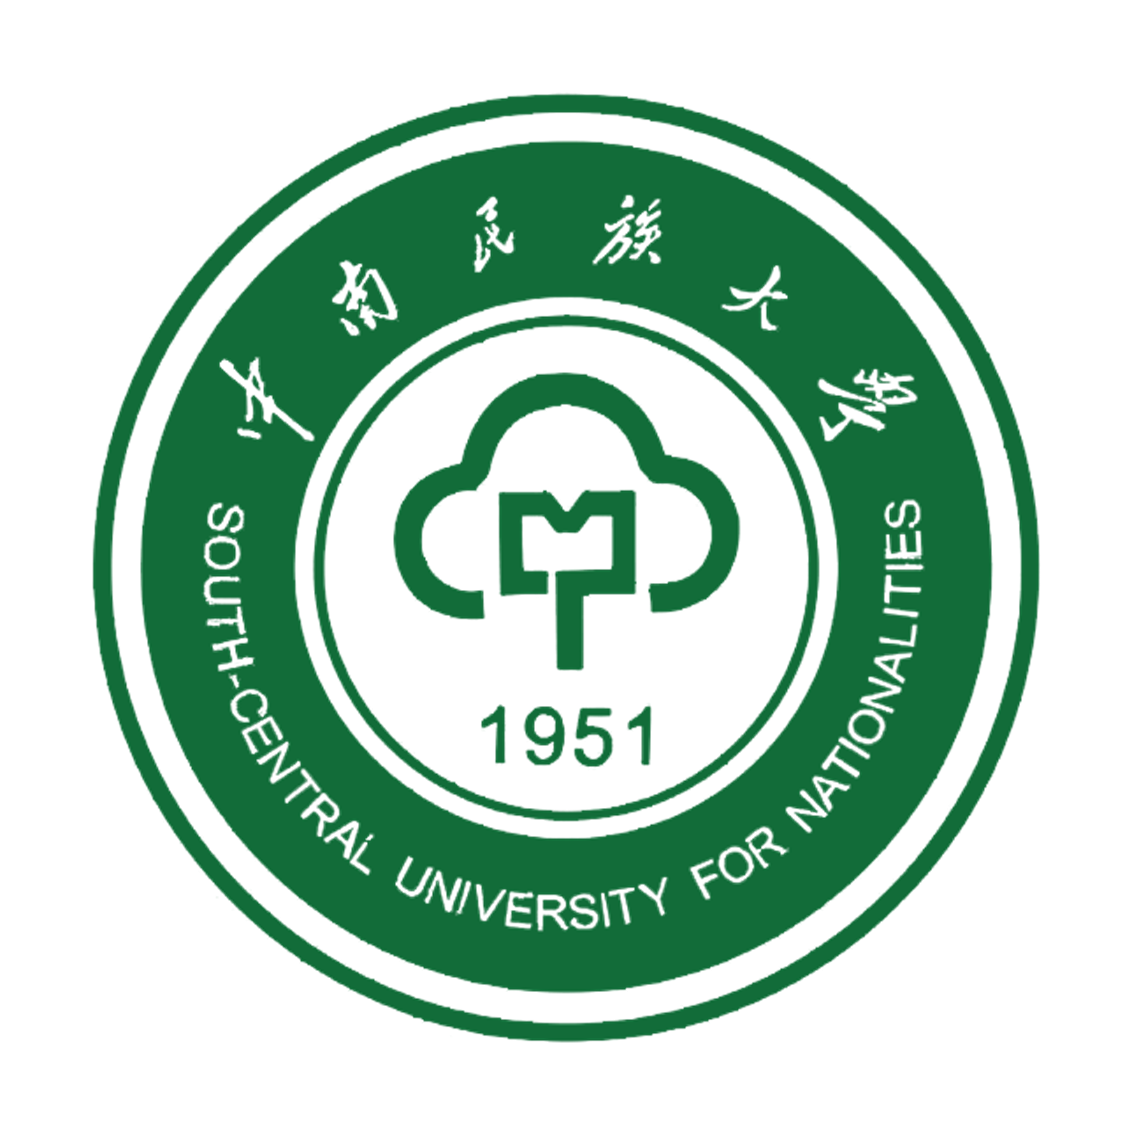 中南民族大学
1951
SOUTH-CENTRAL UNIVERSITY FOR NATIONALITIES